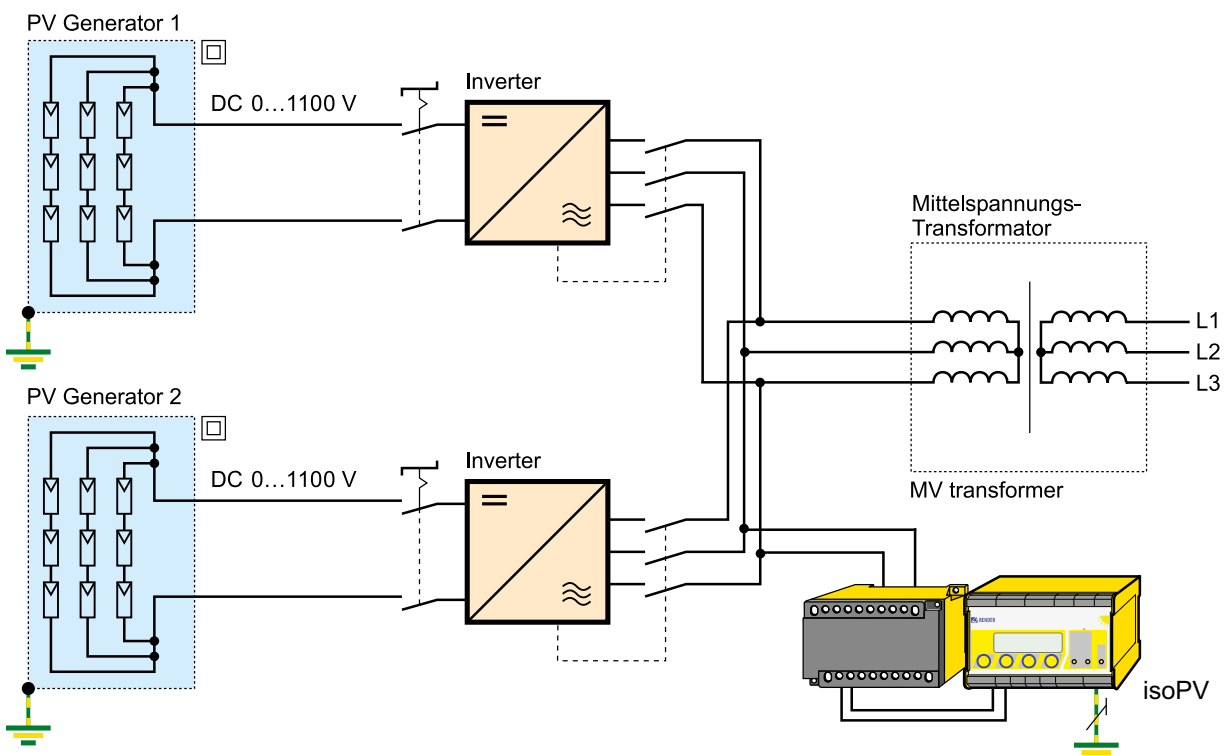 PV Generator 1
DC 0…1100 V
Inverter
Mittelspannungs-
Transformator
L1
L2
L3
MV transformer
PV Generator 2
DC 0…1100 V
Inverter
BENDER
isoPV